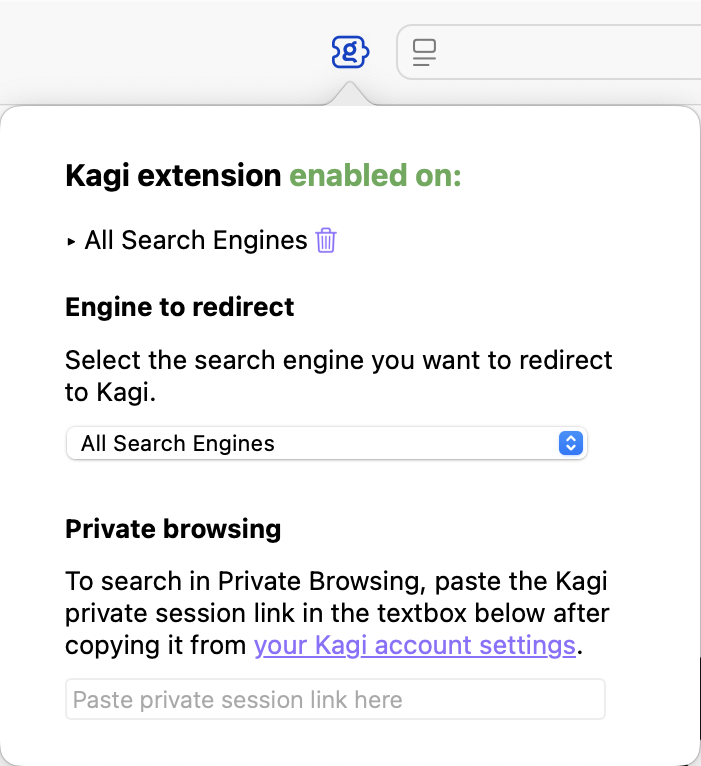 g
Kagi extension enabled on:
All Search Engines
Engine to redirect
Select the search engine you want to redirect
to Kagi.
All Search Engines
Private browsing
To search in Private Browsing, paste the Kagi
private session link in the textbox below after
copying it from your Kagi account settings.
Paste private session link here